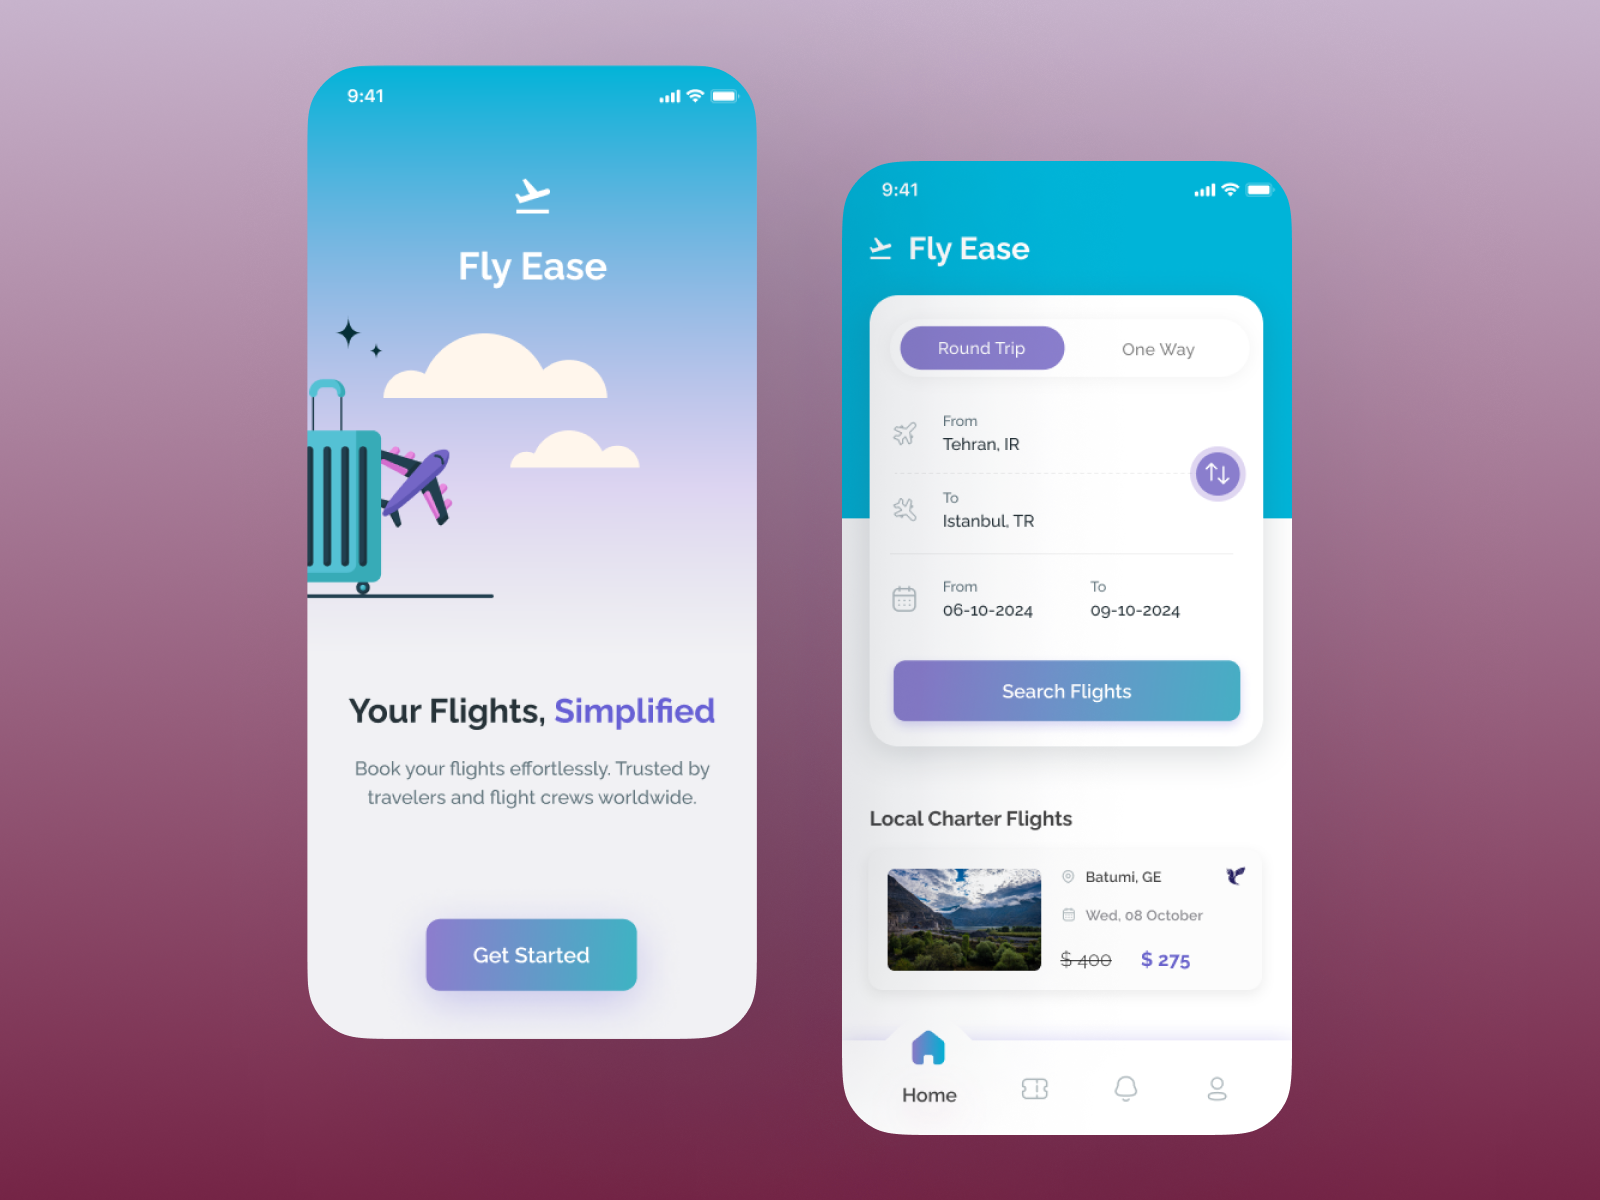 9:41
Fly Ease
Your Flights, Simplified
Book your flights effortlessly. Trusted by
travelers and flight crews worldwide.
Get Started
9:41
Fly Ease
Round Trip
One Way
From
Tehran, IR
To
Istanbul, TR
From
To
06-10-2024
09-10-2024
Search Flights
Local Charter Flights
Batumi, GE
Wed, 08 October
$ 400
$ 275
Home